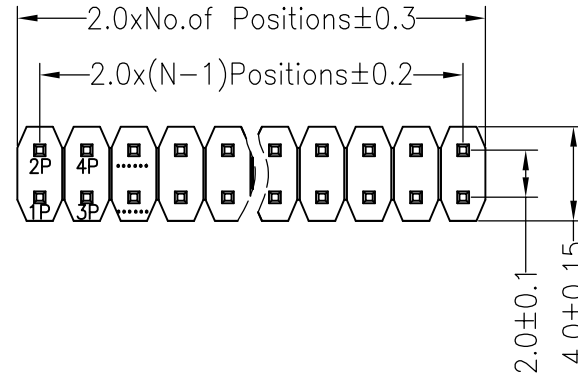 2.0xNo.of Positions±0.3
2.0x(N-1)Positions±0.2
2P 4P ......
1P 3P ......
2.0±0.1
4.0±0.15